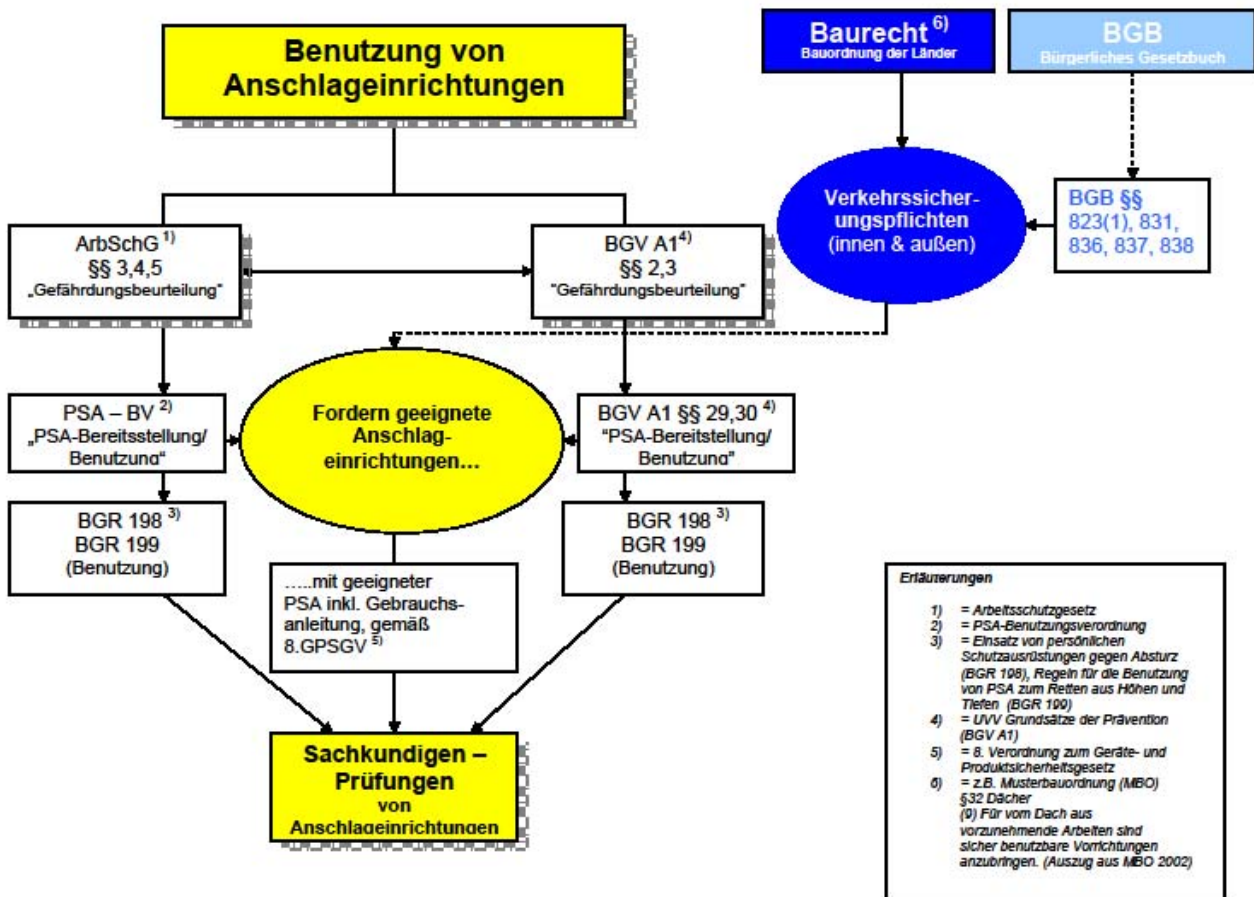 Benutzung von
Anschlageinrichtungen
Baurecht 6)
Bauordnung der Länder
BGB
Bürgerliches Gesetzbuch
Verkehrssicher-
ungspflichten
(innen & außen)
BGB §§
823(1), 831,
836, 837, 838
ArbSchG 1)
§§ 3,4,5
„Gefährdungsbeurteilung"
BGV A1 4)
§§ 2,3
"Gefährdungsbeurteilung"
PSA – BV 2)
„PSA-Bereitsstellung/
Benutzung"
Fordern geeignete
Anschlag-
einrichtungen…
BGV A1 §§ 29,30 4)
"PSA-Bereitstellung/
Benutzung"
BGR 198 3)
BGR 199
(Benutzung)
…..mit geeigneter
PSA inkl. Gebrauchs-
anleitung, gemäß
8.GPSGV 5)
BGR 198 3)
BGR 199
(Benutzung)
Sachkundigen –
Prüfungen
von
Anschlageinrichtungen
Erläuterungen
1) = Arbeitsschutzgesetz
2) = PSA-Benutzungsverordnung
3) = Einsatz von persönlichen
Schutzausrüstungen gegen Absturz
(BGR 198), Regeln für die Benutzung
von PSA zum Retten aus Höhen und
Tiefen (BGR 199)
4) = UVV Grundsätze der Prävention
(BGV A1)
5) = 8. Verordnung zum Geräte- und
Produktsicherheitsgesetz
6) = z.B. Musterbauordnung (MBO)
§32 Dächer
(9) Für vom Dach aus
vorzunehmende Arbeiten sind
sicher benutzbare Vorrichtungen
anzubringen. (Auszug aus MBO 2002)